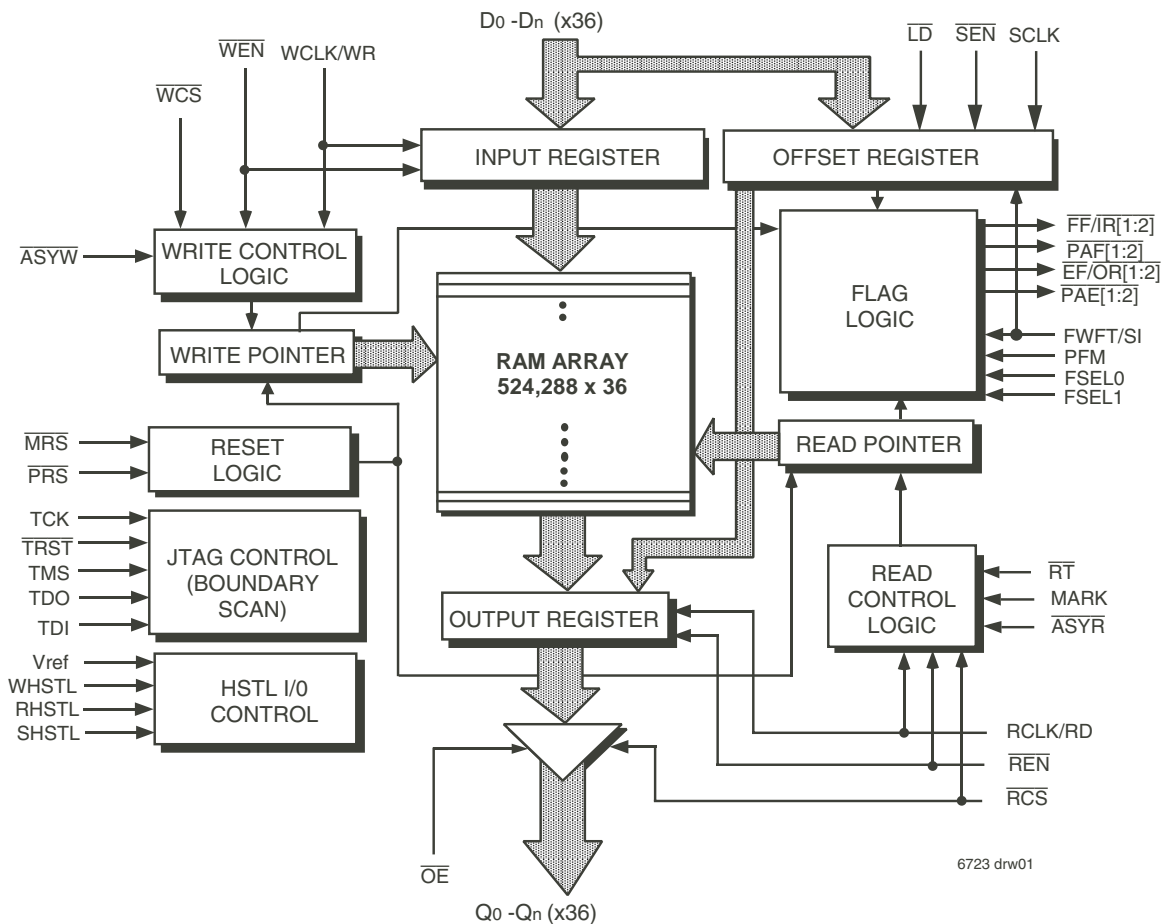 D0 -Dn (x36)
WEN
WCLK/WR
LD
SEN
SCLK
WCS
INPUT REGISTER
OFFSET REGISTER
ASYW
WRITE CONTROL
LOGIC
FF/IR[1:2]
PAF[1:2]
EF/OR[1:2]
PAE[1:2]
FLAG
LOGIC
WRITE POINTER
RAM ARRAY
524,288 x 36
FWFT/SI
PFM
FSEL0
FSEL1
MRS
PRS
RESET
LOGIC
READ POINTER
TCK
TRST
TMS
TDO
TDI
JTAG CONTROL
(BOUNDARY
SCAN)
READ
CONTROL
LOGIC
RT
MARK
ASYR
OUTPUT REGISTER
Vref
WHSTL
RHSTL
SHSTL
HSTL I/0
CONTROL
RCLK/RD
REN
RCS
OE
6723 drw01
Q0 -Qn (x36)